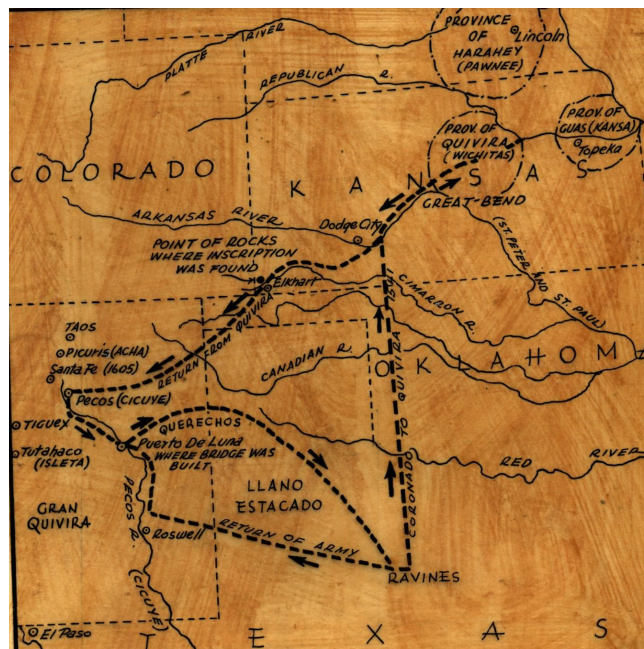 PROVINCE
OF
HARAHEY
(PAWNEE)
Lincoln
PLATTE RIVER
REPUBLICAN R.
PROV. OF
QUIVIRA
(WICHITAS)
PROV. OF
GUAS (KANSA)
Topeka
COLORADO
KANSAS
GREAT-BEND
ARKANSAS RIVER
Dodge City
(ST. PETER AND ST. PAUL)
POINT OF ROCKS
WHERE INSCRIPTION
WAS FOUND
Elkhart
CIMARRON R.
TAOS
PICURIS (ACHA)
Santa Fe (1605)
RETURN FROM QUIVIRA
CANADIAN R.
OKLAHOM
CORONADO TO QUIVIRA 1541
PECOS (CICUYE)
TIGUEX
QUERECHOS
Puerto De Luna
WHERE BRIDGE WAS
BUILT
Tutahaco
(ISLETA)
RED RIVER
LLANO
ESTACADO
GRAN
QUIVIRA
PECOS R.
(CICUYE)
Roswell
RETURN OF ARMY
RAVINES
El Paso
TEXAS